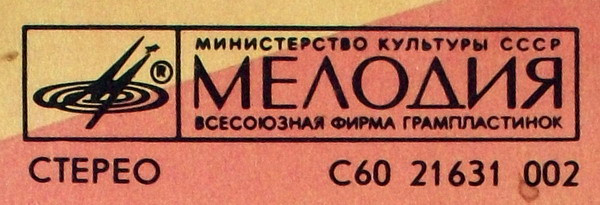 МИНИСТЕРСТВО КУЛЬТУРЫ СССР
МЕЛОДИЯ
®
ВСЕСОЮЗНАЯ ФИРМА ГРАМПЛАСТИНОК
СТЕРЕО С60 21631 002